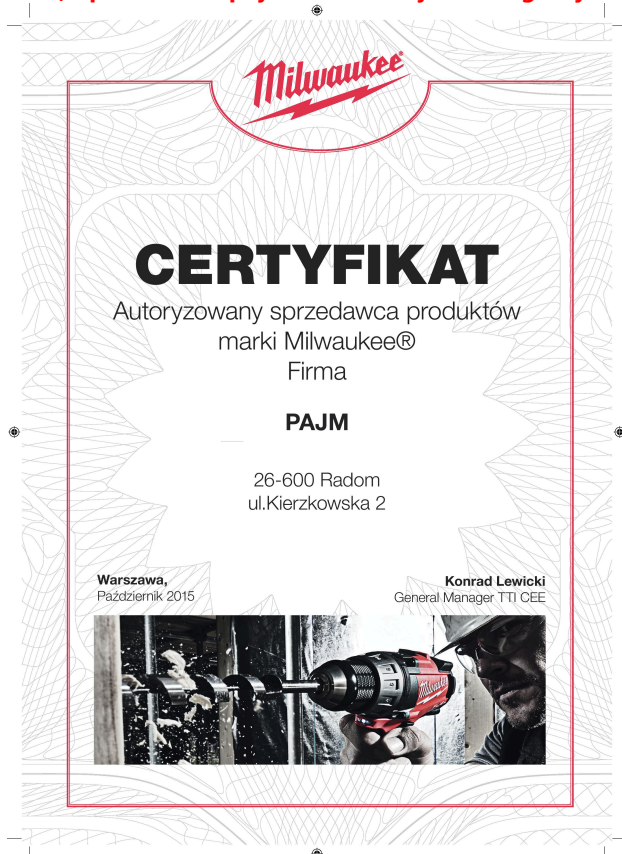 Milwaukee
CERTYFIKAT
Autoryzowany sprzedawca produktów
marki Milwaukee®
Firma
PAJM
26-600 Radom
ul.Kierzkowska 2
Warszawa,
Październik 2015
Konrad Lewicki
General Manager TTI CEE
Milwaukee